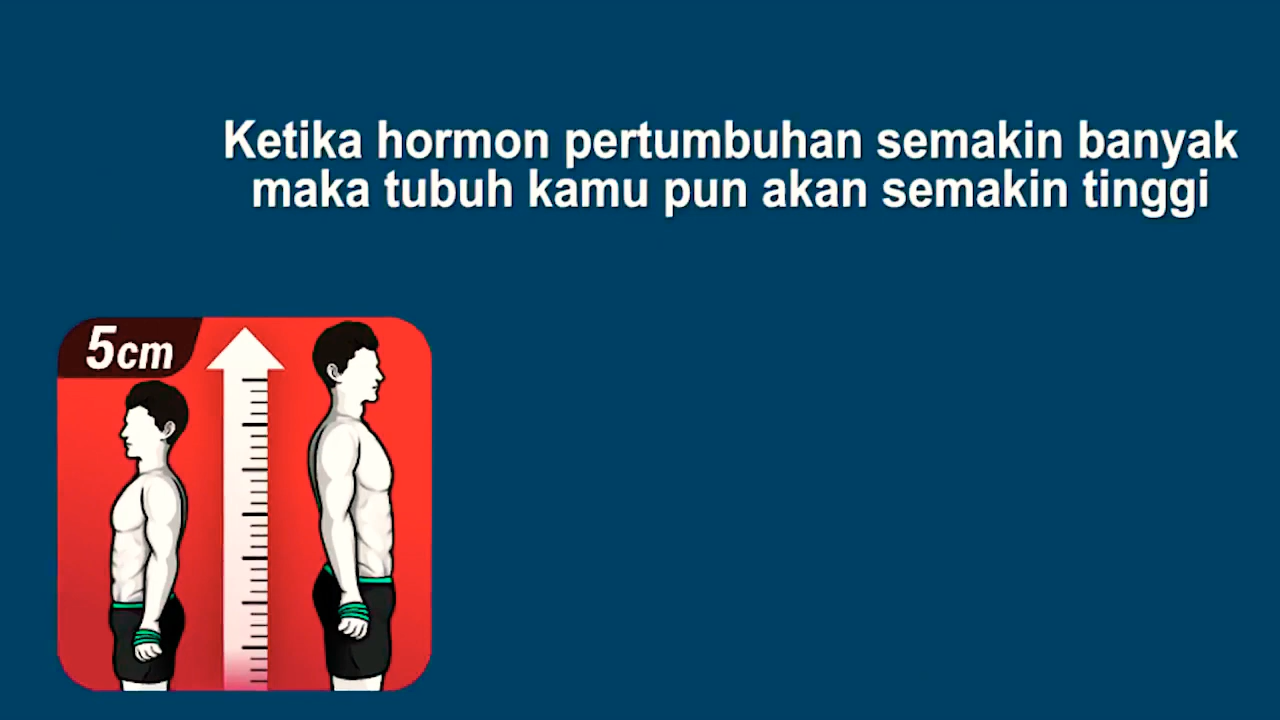 Ketika hormon pertumbuhan semakin banyak
maka tubuh kamu pun akan semakin tinggi
5cm